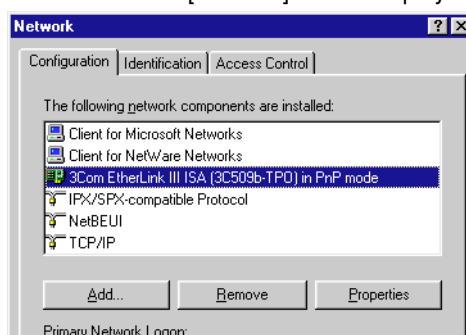 Network
Configuration Identification Access Control
The following network components are installed:
Client for Microsoft Networks
Client for NetWare Networks
3Com EtherLink III ISA (3C509b-TPO) in PnP mode
IPX/SPX-compatible Protocol
NetBEUI
TCP/IP
Add... Remove Properties
Primary Network Logon: